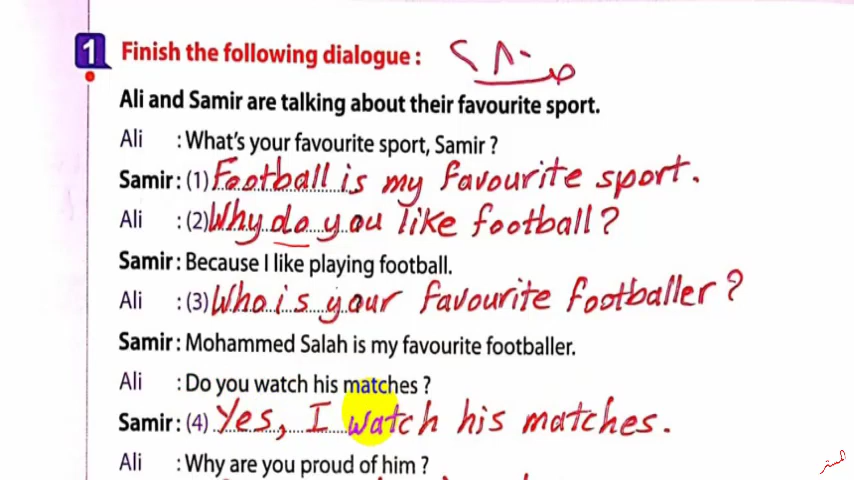 1 Finish the following dialogue :
Ali and Samir are talking about their favourite sport.
Ali : What's your favourite sport, Samir ?
Samir : (1) Football is my favourite sport.
Ali : (2) Why do you like football ?
Samir : Because I like playing football.
Ali : (3) Who is your favourite footballer ?
Samir : Mohammed Salah is my favourite footballer.
Ali : Do you watch his matches ?
Samir : (4) Yes, I watch his matches.
Ali : Why are you proud of him ?